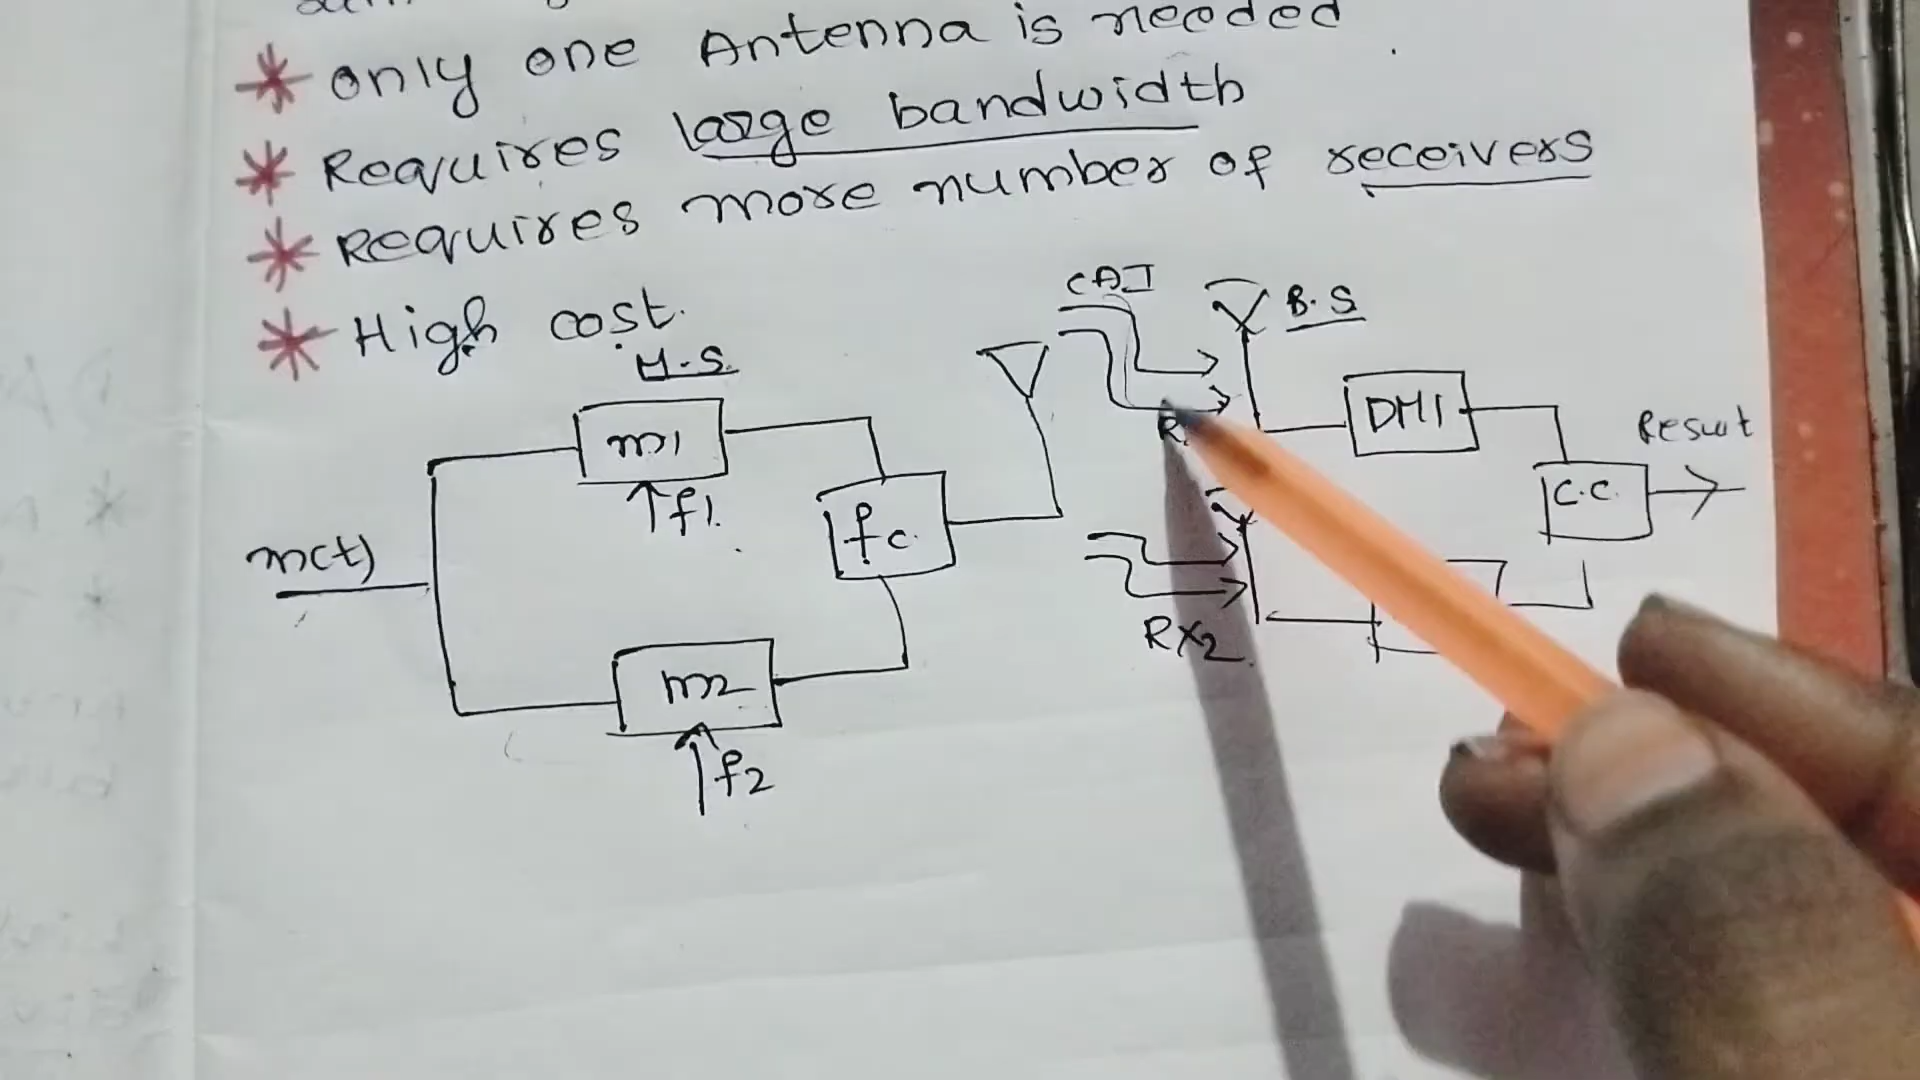 * Only one Antenna is needed
* Requires large bandwidth
* Requires more number of receivers
* High cost.
CAI
B.S
M.S.
m1
f1.
DM1
Result
R
C.C.
fc.
m(t)
RX2
m2
f2